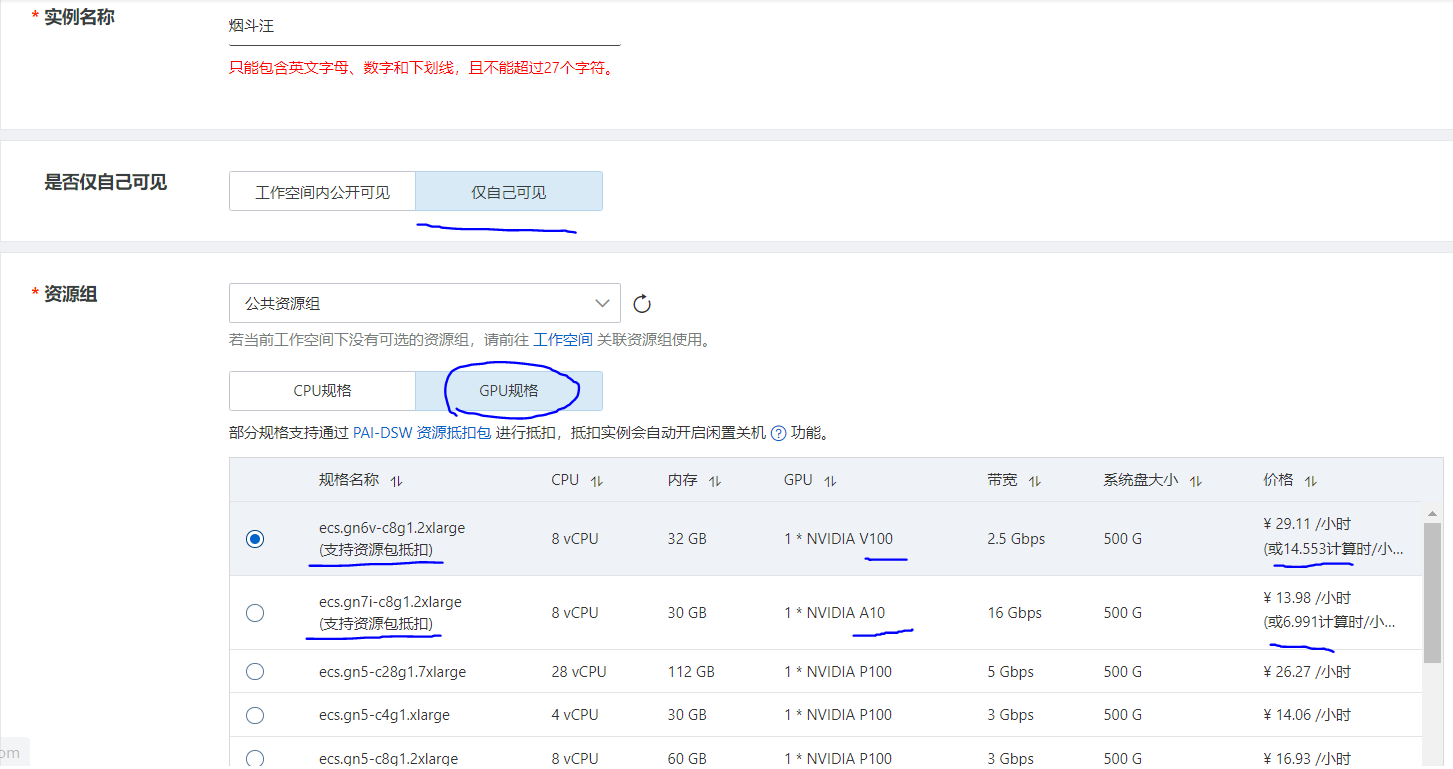 * 实例名称
烟斗汪
只能包含英文字母、数字和下划线，且不能超过27个字符。
是否仅自己可见
工作空间内公开可见 仅自己可见
* 资源组
公共资源组
若当前工作空间下没有可选的资源组，请前往 工作空间 关联资源组使用。
CPU规格 GPU规格
部分规格支持通过 PAI-DSW 资源抵扣包 进行抵扣，抵扣实例会自动开启闲置关机 ? 功能。
规格名称 CPU 内存 GPU 带宽 系统盘大小 价格
ecs.gn6v-c8g1.2xlarge
(支持资源包抵扣)
8 vCPU 32 GB 1 * NVIDIA V100 2.5 Gbps 500 G
¥ 29.11 /小时
(或14.553计算时/小...
ecs.gn7i-c8g1.2xlarge
(支持资源包抵扣)
8 vCPU 30 GB 1 * NVIDIA A10 16 Gbps 500 G
¥ 13.98 /小时
(或6.991计算时/小...
ecs.gn5-c28g1.7xlarge 28 vCPU 112 GB 1 * NVIDIA P100 5 Gbps 500 G ¥ 26.27 /小时
ecs.gn5-c4g1.xlarge 4 vCPU 30 GB 1 * NVIDIA P100 3 Gbps 500 G ¥ 14.06 /小时
ecs.gn5-c8g1.2xlarge 8 vCPU 60 GB 1 * NVIDIA P100 3 Gbps 500 G ¥ 16.93 /小时
om